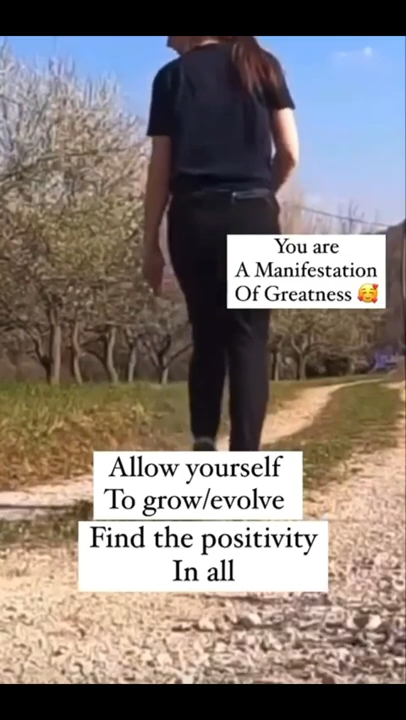 You are
A Manifestation
Of Greatness 🥰
Allow yourself
To grow/evolve
Find the positivity
In all